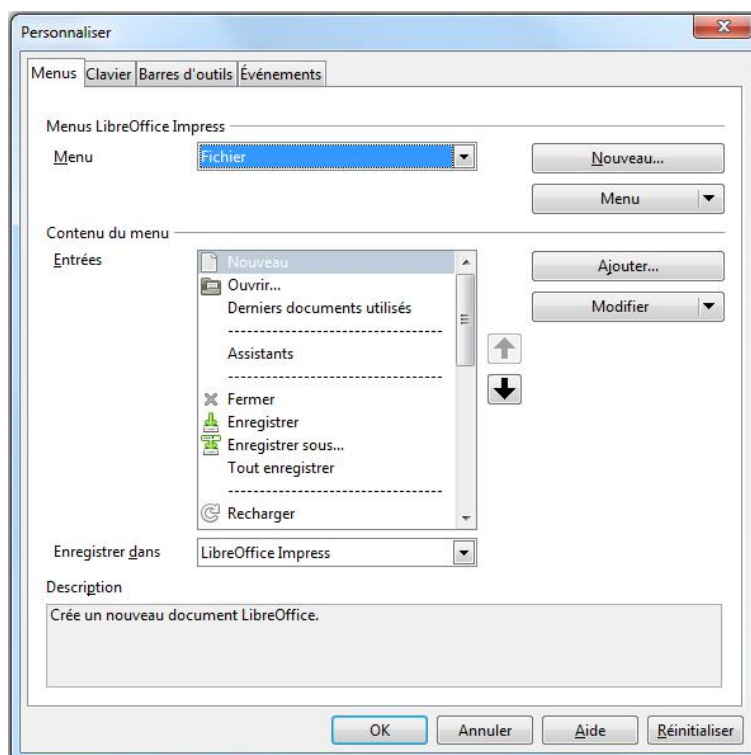 Personnaliser
Menus Clavier Barres d'outils Événements
Menus LibreOffice Impress
Menu Fichier Nouveau...
Menu
Contenu du menu
Entrées Nouveau Ajouter...
Ouvrir...
Derniers documents utilisés Modifier
----------------------------------
Assistants
----------------------------------
Fermer
Enregistrer
Enregistrer sous...
Tout enregistrer
----------------------------------
Recharger
Enregistrer dans LibreOffice Impress
Description
Crée un nouveau document LibreOffice.
OK Annuler Aide Réinitialiser